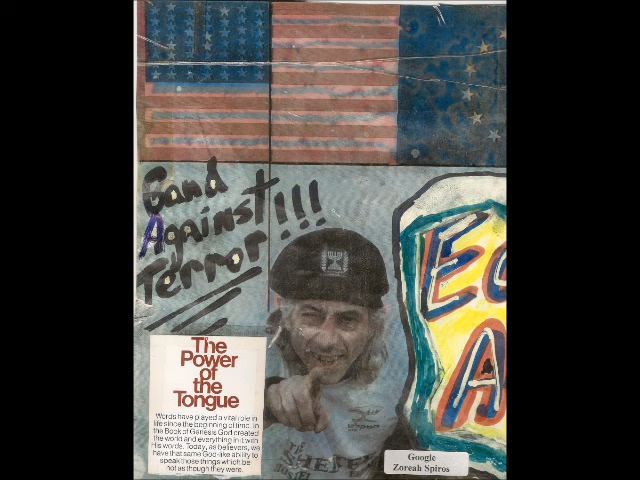 Band
Against
Terror!!!
The
Power
of
the
Tongue
Words have played a vital role in
life since the beginning of time. In
the Book of Genesis God created
the world and everything in it with
His words. Today, as believers, we
have that same God-like ability to
speak those things which be
not as though they were.
E
A
Google
Zoreah Spiros